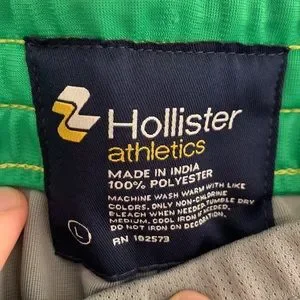 Hollister
athletics
MADE IN INDIA
100% POLYESTER
MACHINE WASH WARM WITH LIKE
COLORS. ONLY NON-CHLORINE
BLEACH WHEN NEEDED. TUMBLE DRY
MEDIUM. COOL IRON IF NEEDED.
DO NOT IRON ON DECORATION.
L
RN 182573